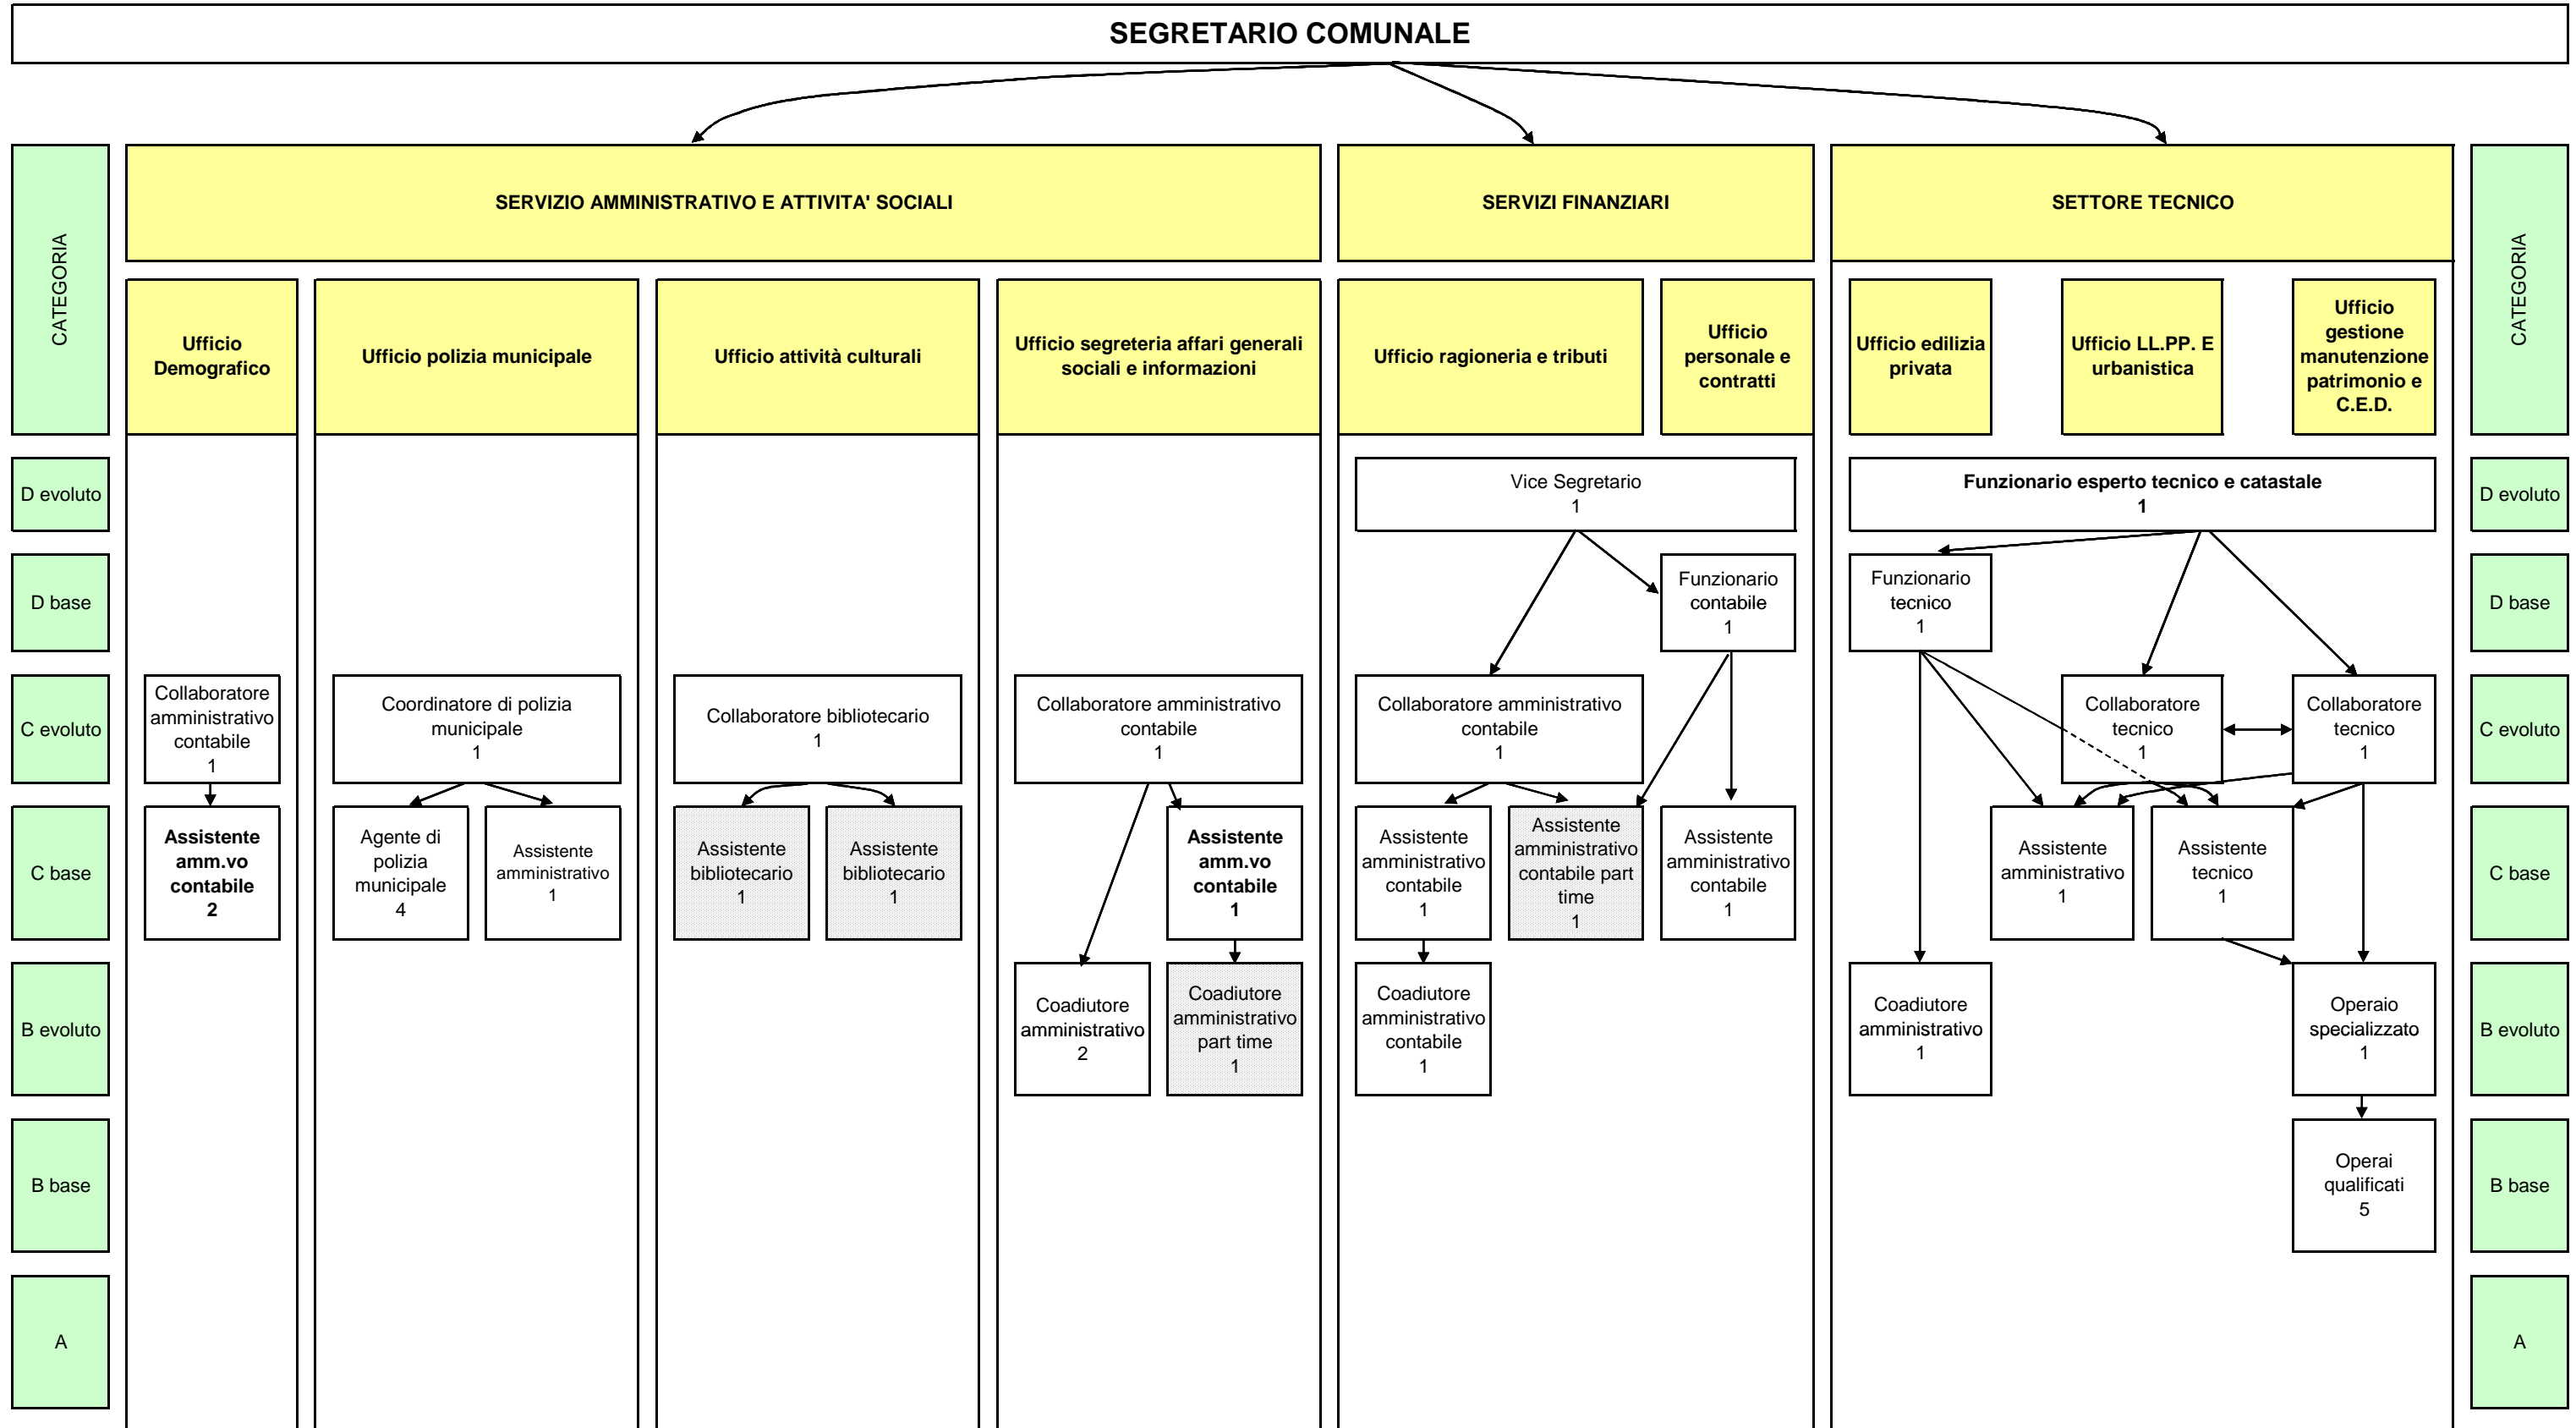 SEGRETARIO COMUNALE
CATEGORIA
SERVIZIO AMMINISTRATIVO E ATTIVITA' SOCIALI
SERVIZI FINANZIARI
SETTORE TECNICO
CATEGORIA
Ufficio
Demografico
Ufficio polizia municipale
Ufficio attività culturali
Ufficio segreteria affari generali
sociali e informazioni
Ufficio ragioneria e tributi
Ufficio
personale e
contratti
Ufficio edilizia
privata
Ufficio LL.PP. E
urbanistica
Ufficio
gestione
manutenzione
patrimonio e
C.E.D.
D evoluto
Vice Segretario
1
Funzionario esperto tecnico e catastale
1
D evoluto
D base
Funzionario
contabile
1
Funzionario
tecnico
1
D base
C evoluto
Collaboratore
amministrativo
contabile
1
Coordinatore di polizia
municipale
1
Collaboratore bibliotecario
1
Collaboratore amministrativo
contabile
1
Collaboratore amministrativo
contabile
1
Collaboratore
tecnico
1
Collaboratore
tecnico
1
C evoluto
C base
Assistente
amm.vo
contabile
2
Agente di
polizia
municipale
4
Assistente
amministrativo
1
Assistente
bibliotecario
1
Assistente
bibliotecario
1
Assistente
amm.vo
contabile
1
Assistente
amministrativo
contabile
1
Assistente
amministrativo
contabile part
time
1
Assistente
amministrativo
contabile
1
Assistente
amministrativo
1
Assistente
tecnico
1
C base
B evoluto
Coadiutore
amministrativo
2
Coadiutore
amministrativo
part time
1
Coadiutore
amministrativo
contabile
1
Coadiutore
amministrativo
1
Operaio
specializzato
1
B evoluto
B base
Operai
qualificati
5
B base
A
A